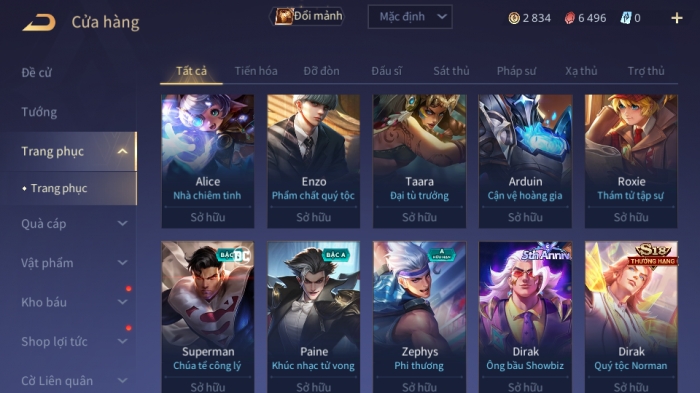 Cửa hàng
Đổi mảnh
Mặc định
2 834
6 496
0
Đề cử
Tướng
Trang phục
Trang phục
Quà cáp
Vật phẩm
Kho báu
Shop lợi tức
Cờ Liên quân
Tất cả Tiến hóa Đỡ đòn Đấu sĩ Sát thủ Pháp sư Xạ thủ Trợ thủ
Alice
Nhà chiêm tinh
Sở hữu
Enzo
Phẩm chất quý tộc
Sở hữu
Taara
Đại tù trưởng
Sở hữu
Arduin
Cận vệ hoàng gia
Sở hữu
Roxie
Thám tử tập sự
Sở hữu
BẬC
DC
Superman
Chúa tể công lý
Sở hữu
BẬC A
Paine
Khúc nhạc tử vong
Sở hữu
A
Zephys
Phi thương
Sở hữu
5th Anniv
Dirak
Ông bầu Showbiz
Sở hữu
S18
THƯỞNG HẠNG
Dirak
Quý tộc Norman
Sở hữu